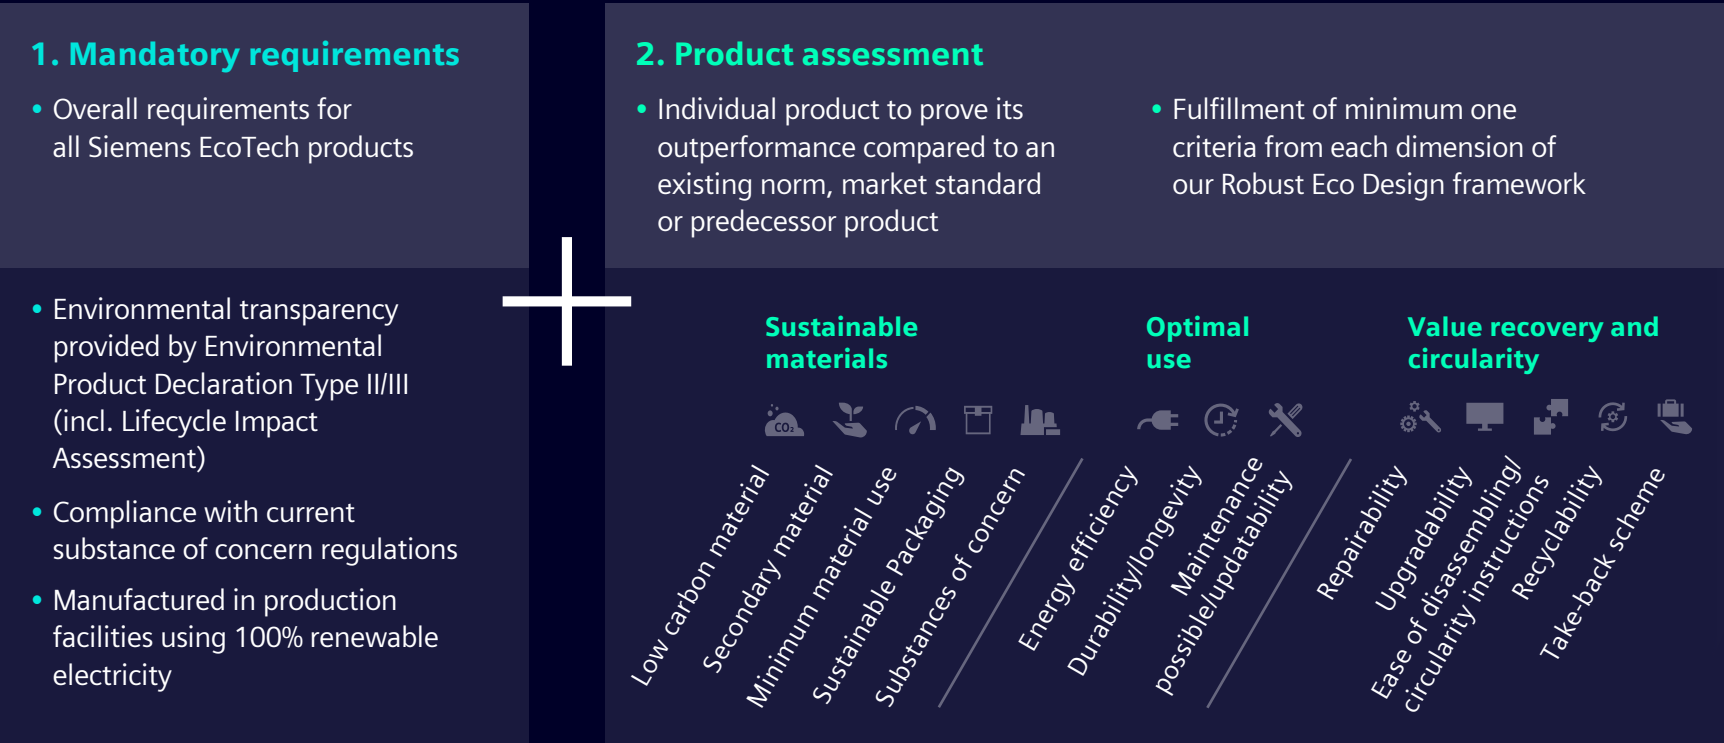 1. Mandatory requirements
• Overall requirements for
all Siemens EcoTech products
• Environmental transparency
provided by Environmental
Product Declaration Type II/III
(incl. Lifecycle Impact
Assessment)
• Compliance with current
substance of concern regulations
• Manufactured in production
facilities using 100% renewable
electricity
2. Product assessment
• Individual product to prove its
outperformance compared to an
existing norm, market standard
or predecessor product
• Fulfillment of minimum one
criteria from each dimension of
our Robust Eco Design framework
Sustainable
materials
CO₂
Low carbon material
Secondary material
Minimum material use
Sustainable Packaging
Substances of concern
Optimal
use
Energy efficiency
Durability/longevity
Maintenance
possible/updatability
Value recovery and
circularity
Repairability
Upgradability
Ease of disassembling/
circularity instructions
Recyclability
Take-back scheme